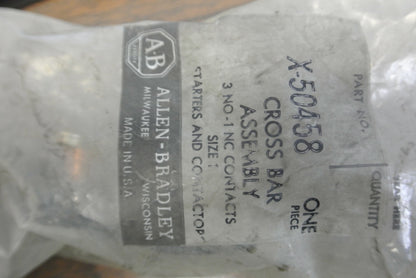 PART NO. QUANTITY
X-50458 ONE
PIECE
CROSS BAR
ASSEMBLY
3 NO-1 NC CONTACTS
SIZE 1
STARTERS AND CONTACTORS
A-B
ALLEN-BRADLEY
MILWAUKEE WISCONSIN
MADE IN U.S.A.